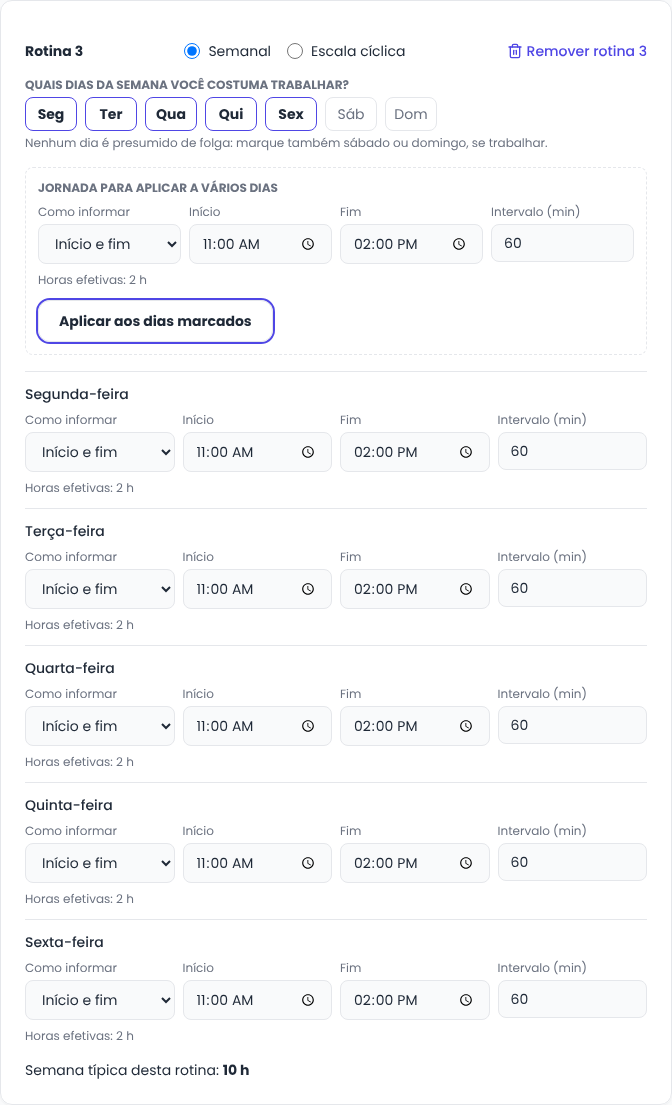 Rotina 3 Semanal Escala cíclica Remover rotina 3
QUAIS DIAS DA SEMANA VOCÊ COSTUMA TRABALHAR?
Seg Ter Qua Qui Sex Sáb Dom
Nenhum dia é presumido de folga: marque também sábado ou domingo, se trabalhar.
JORNADA PARA APLICAR A VÁRIOS DIAS
Como informar Início Fim Intervalo (min)
Início e fim 11:00 AM 02:00 PM 60
Horas efetivas: 2 h
Aplicar aos dias marcados
Segunda-feira
Como informar Início Fim Intervalo (min)
Início e fim 11:00 AM 02:00 PM 60
Horas efetivas: 2 h
Terça-feira
Como informar Início Fim Intervalo (min)
Início e fim 11:00 AM 02:00 PM 60
Horas efetivas: 2 h
Quarta-feira
Como informar Início Fim Intervalo (min)
Início e fim 11:00 AM 02:00 PM 60
Horas efetivas: 2 h
Quinta-feira
Como informar Início Fim Intervalo (min)
Início e fim 11:00 AM 02:00 PM 60
Horas efetivas: 2 h
Sexta-feira
Como informar Início Fim Intervalo (min)
Início e fim 11:00 AM 02:00 PM 60
Horas efetivas: 2 h
Semana típica desta rotina: 10 h